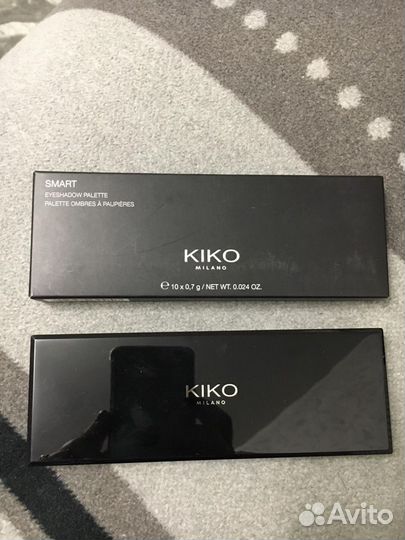 SMART
EYESHADOW PALETTE
PALETTE OMBRES À PAUPIÈRES
KIKO
MILANO
℮ 10 x 0,7 g / NET WT. 0.024 OZ.
KIKO
MILANO
Avito